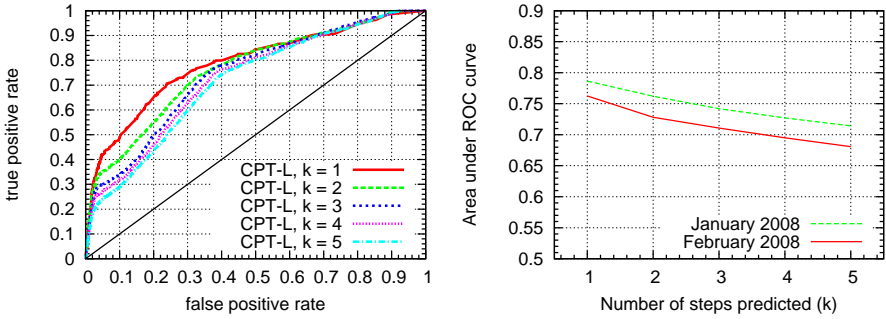 1
0.9
0.8
0.7
0.6
0.5
0.4
0.3
0.2
0.1
0
true positive rate
CPT-L, k = 1
CPT-L, k = 2
CPT-L, k = 3
CPT-L, k = 4
CPT-L, k = 5
0 0.1 0.2 0.3 0.4 0.5 0.6 0.7 0.8 0.9 1
false positive rate
0.9
0.85
0.8
0.75
0.7
0.65
0.6
0.55
0.5
Area under ROC curve
January 2008
February 2008
1 2 3 4 5
Number of steps predicted (k)